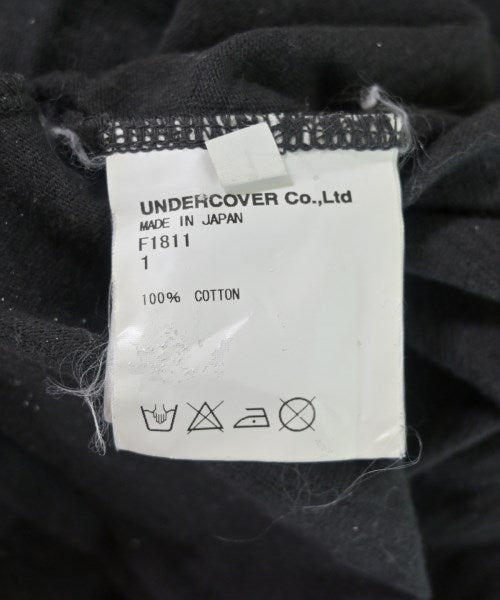 UNDERCOVER Co.,Ltd
MADE IN JAPAN
F1811
1
100% COTTON